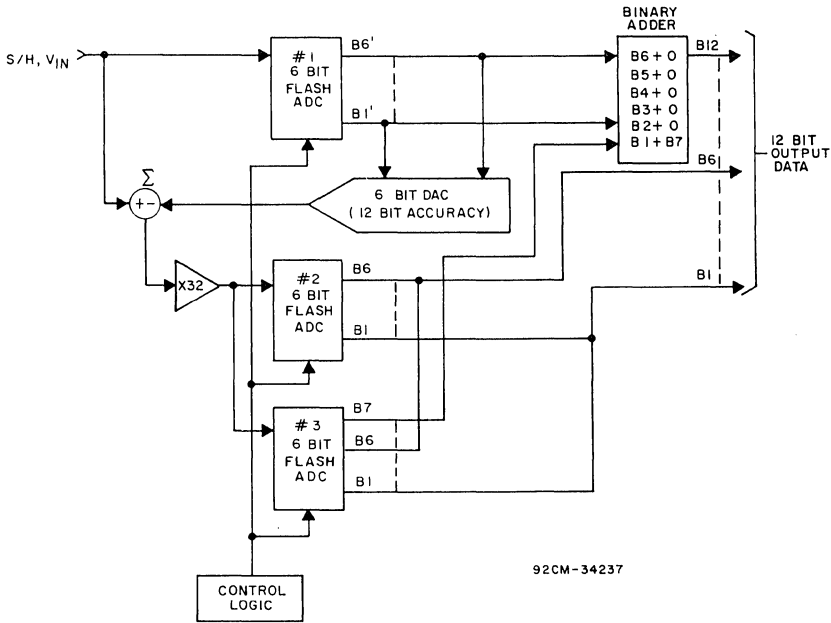 BINARY
ADDER
S/H, VIN
#1
6 BIT
FLASH
ADC
B6'
B1'
B6+0
B5+0
B4+0
B3+0
B2+0
B1+B7
B12
B6
B1
12 BIT
OUTPUT
DATA
Σ
+-
6 BIT DAC
(12 BIT ACCURACY)
X32
#2
6 BIT
FLASH
ADC
B6
B1
#3
6 BIT
FLASH
ADC
B7
B6
B1
CONTROL
LOGIC
92CM-34237